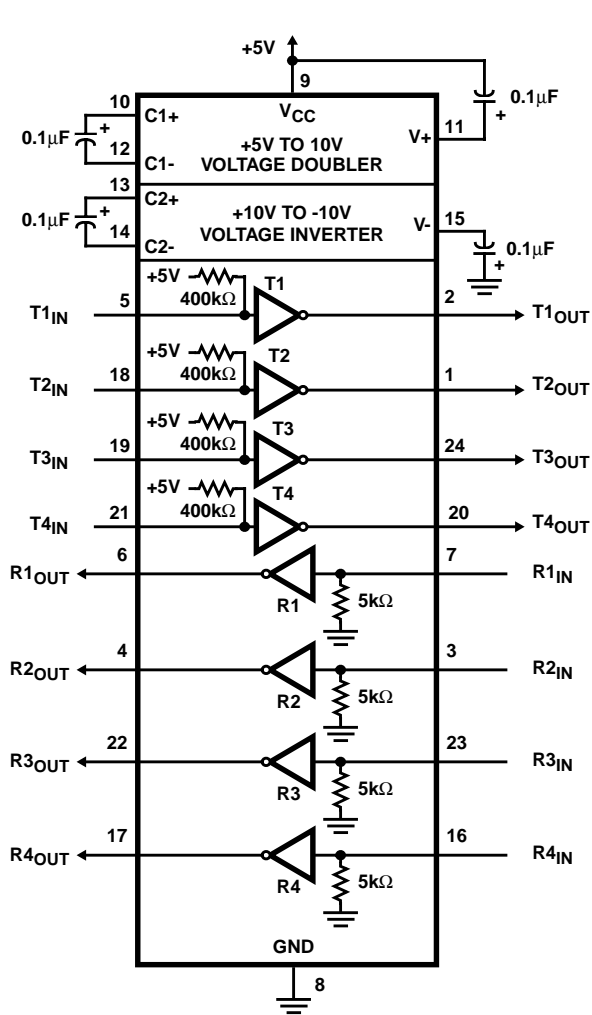 +5V
9
0.1μF
+
10
C1+
VCC
V+
11
0.1μF
+
12
C1-
+5V TO 10V
VOLTAGE DOUBLER
13
C2+
0.1μF
+
14
C2-
+10V TO -10V
VOLTAGE INVERTER
V-
15
0.1μF
+
+5V
400kΩ
T1
T1IN
5
2
T1OUT
+5V
400kΩ
T2
T2IN
18
1
T2OUT
+5V
400kΩ
T3
T3IN
19
24
T3OUT
+5V
400kΩ
T4
T4IN
21
20
T4OUT
R1OUT
6
7
R1IN
R1
5kΩ
R2OUT
4
3
R2IN
R2
5kΩ
R3OUT
22
23
R3IN
R3
5kΩ
R4OUT
17
16
R4IN
R4
5kΩ
GND
8